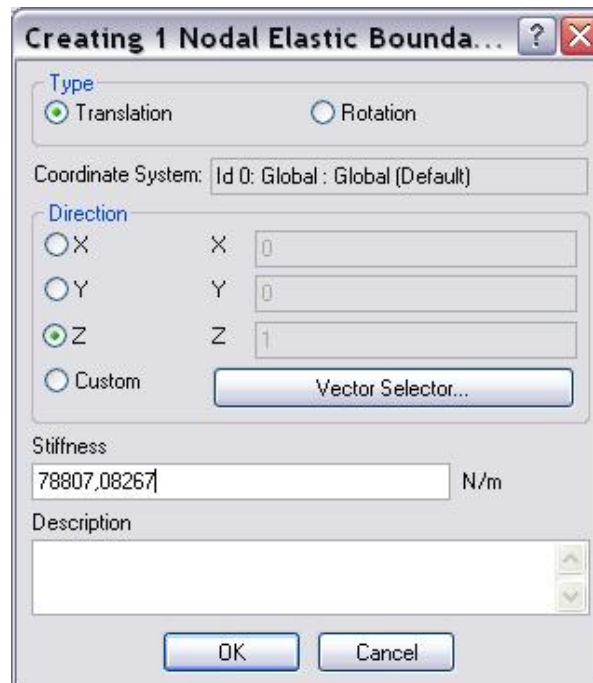 Creating 1 Nodal Elastic Bounda...
?
Type
Translation Rotation
Coordinate System: Id 0: Global : Global (Default)
Direction
X X 0
Y Y 0
Z Z 1
Custom Vector Selector...
Stiffness
78807,08267 N/m
Description
OK Cancel